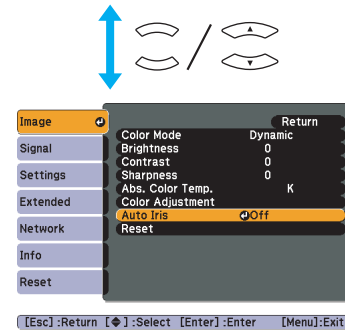 Image
Return
Color Mode Dynamic
Brightness 0
Signal
Contrast 0
Settings
Sharpness 0
Abs. Color Temp. K
Extended
Color Adjustment
Auto Iris Off
Network
Reset
Info
Reset
[Esc] :Return [◆] :Select [Enter] :Enter [Menu]:Exit